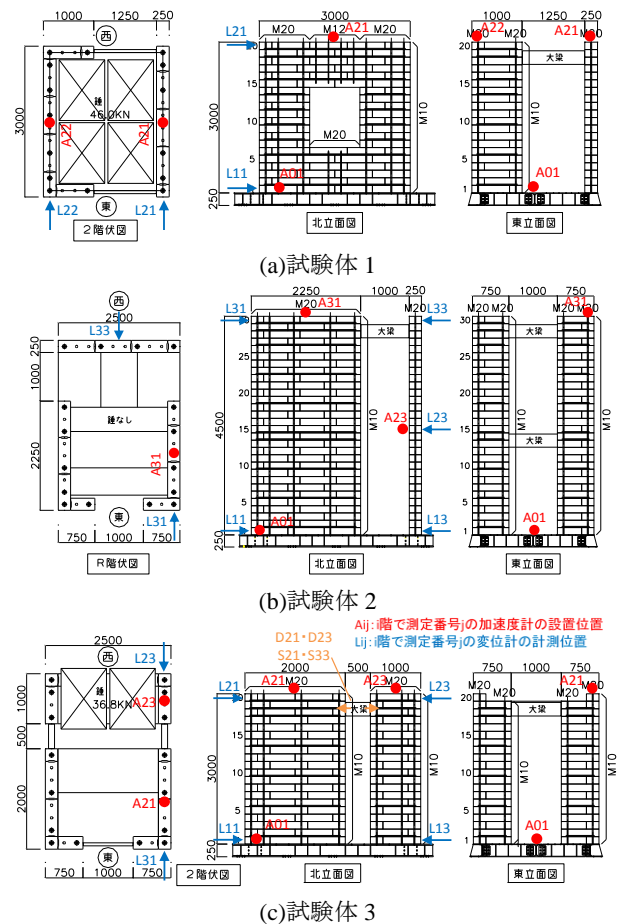 1000 1250 250
西
3000
錘
46.0KN
A22
A21
L22
東
L21
2階伏図
3000
M20 M12 A21 M20
L21
20
15
10
5
1
3000
250
M20
M10
L11
A01
北立面図
1000 1250 250
A22
M20 M20
A21
M20
大梁
20
15
10
5
1
M10
A01
東立面図
(a)試験体 1
西
2500
L33
250
1000
2250
錘なし
A31
東
L31
750 1000 750
R階伏図
2250 1000 250
M20 A31
M20
L31
L33
30
25
20
15
10
5
1
4500
250
大梁
A23
L23
M10
M10
L11
A01
L13
北立面図
750 1000 750
A31
M20 M20
M20 M20
30
25
20
15
10
5
1
大梁
大梁
M10
A01
東立面図
(b)試験体 2
Aij:i階で測定番号jの加速度計の設置位置
Lij:i階で測定番号jの変位計の計測位置
2500
西
L23
1000
500
2000
錘
36.8KN
A23
A21
東
L31
750 1000 750
2階伏図
D21・D23
S21・S33
2000 500 1000
A21
M20
A23
M20
L21
L23
20
15
10
5
1
3000
250
大梁
M10
M10
L11
A01
L13
北立面図
750 1000 750
A21
M20
M20
M20
M20
20
15
10
5
1
大梁
M10
M10
A01
東立面図
(c)試験体 3